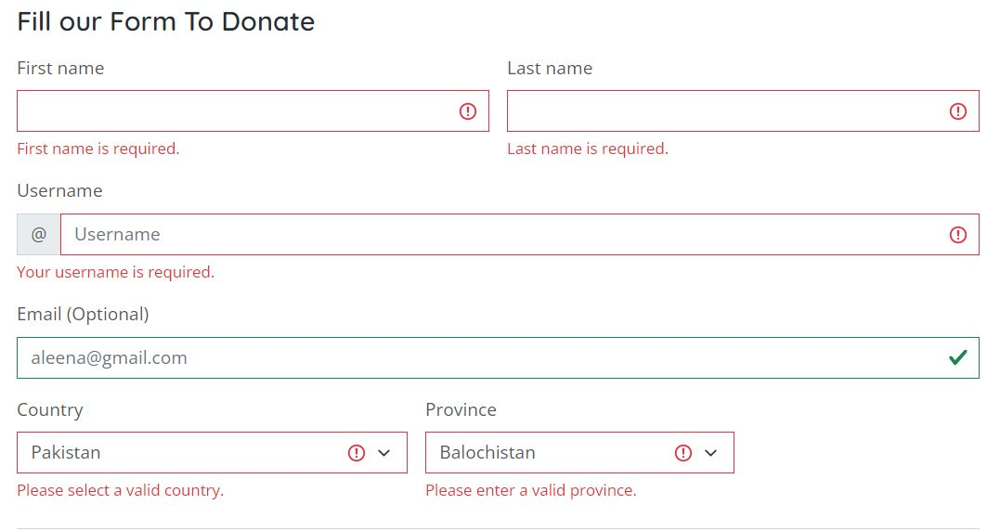 Fill our Form To Donate
First name
Last name
First name is required.
Last name is required.
Username
@ Username
Your username is required.
Email (Optional)
aleena@gmail.com
Country
Province
Pakistan
Balochistan
Please select a valid country.
Please enter a valid province.